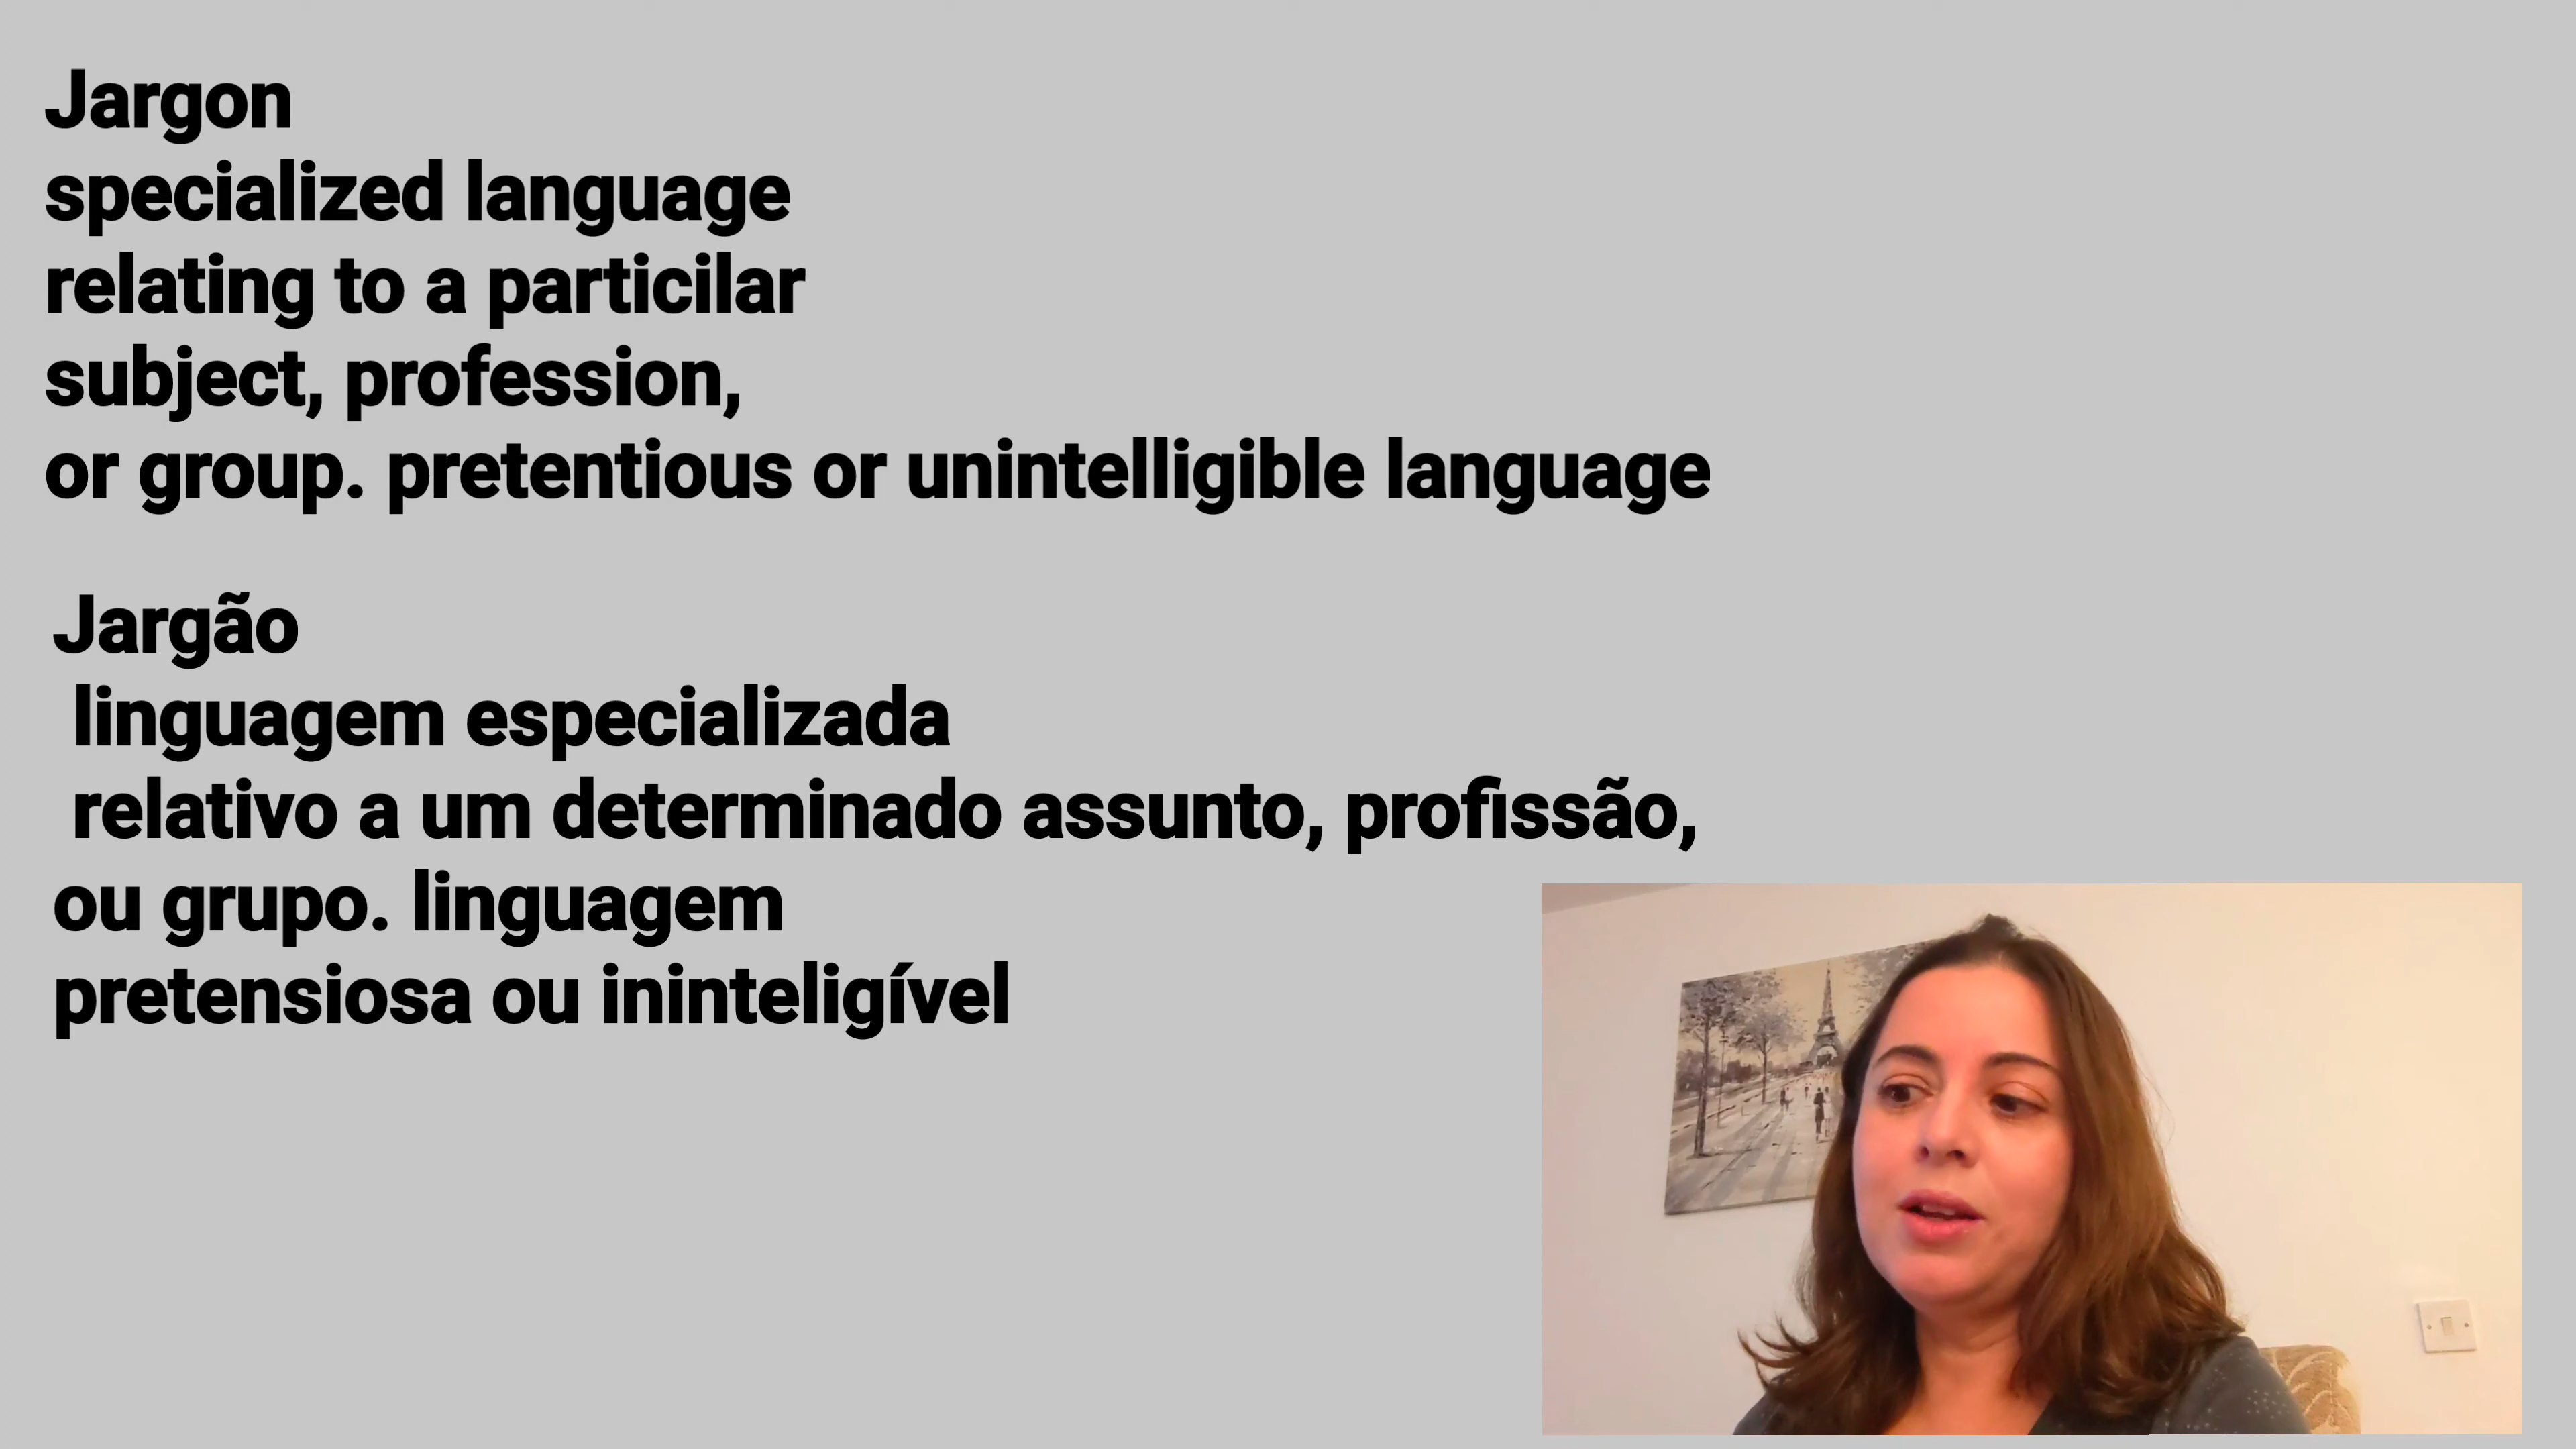 Jargon
specialized language
relating to a particilar
subject, profession,
or group. pretentious or unintelligible language
Jargão
linguagem especializada
relativo a um determinado assunto, profissão,
ou grupo. linguagem
pretensiosa ou ininteligível